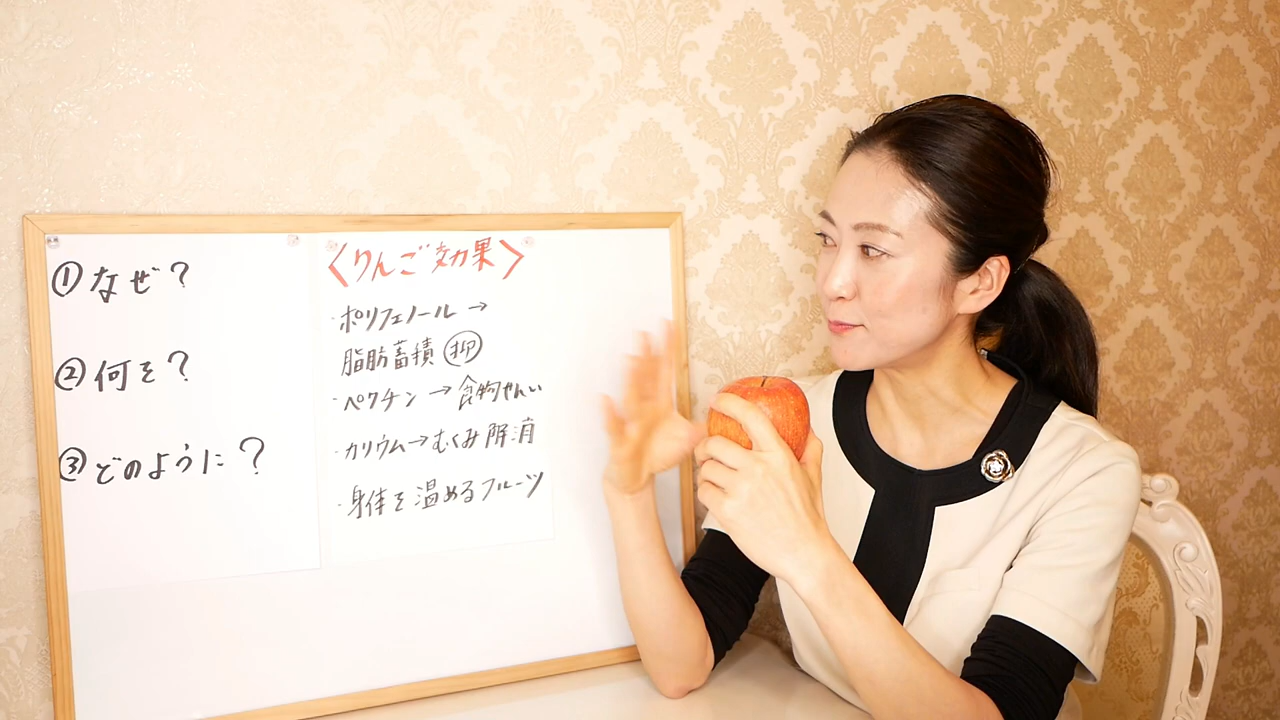 ① なぜ?
② 何を?
③ どのように?
〈りんご効果〉
・ポリフェノール→
脂肪蓄積 ㊥抑
・ペクチン→食物せんい
・カリウム→むくみ解消
・身体を温めるフルーツ